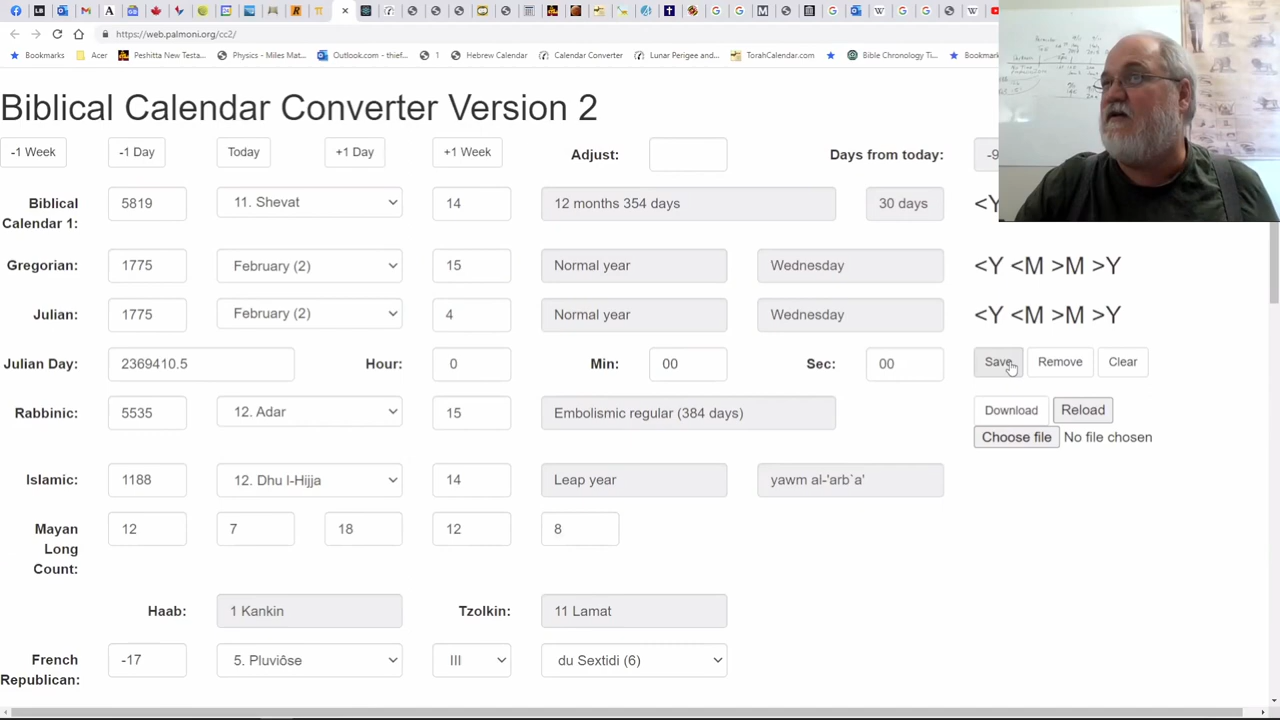 https://web.palmoni.org/cc2/
Bookmarks Acer Peshitta New Testa... Physics - Miles Mat... Outlooxx.com - thief... 1 Hebrew Calendar Calendar Converter Lunar Perigee and... TorahCalendar.com Bible Chronology Ti... Bookmarks
Biblical Calendar Converter Version 2
-1 Week -1 Day Today +1 Day +1 Week Adjust: Days from today: -9
Biblical Calendar 1: 5819 11. Shevat 14 12 months 354 days 30 days <Y
Gregorian: 1775 February (2) 15 Normal year Wednesday <Y <M >M >Y
Julian: 1775 February (2) 4 Normal year Wednesday <Y <M >M >Y
Julian Day: 2369410.5 Hour: 0 Min: 00 Sec: 00 Save Remove Clear
Rabbinic: 5535 12. Adar 15 Embolismic regular (384 days) Download Reload
Choose file No file chosen
Islamic: 1188 12. Dhu l-Hijja 14 Leap year yawm al-'arb`a'
Mayan Long Count: 12 7 18 12 8
Haab: 1 Kankin Tzolkin: 11 Lamat
French Republican: -17 5. Pluviôse III du Sextidi (6)